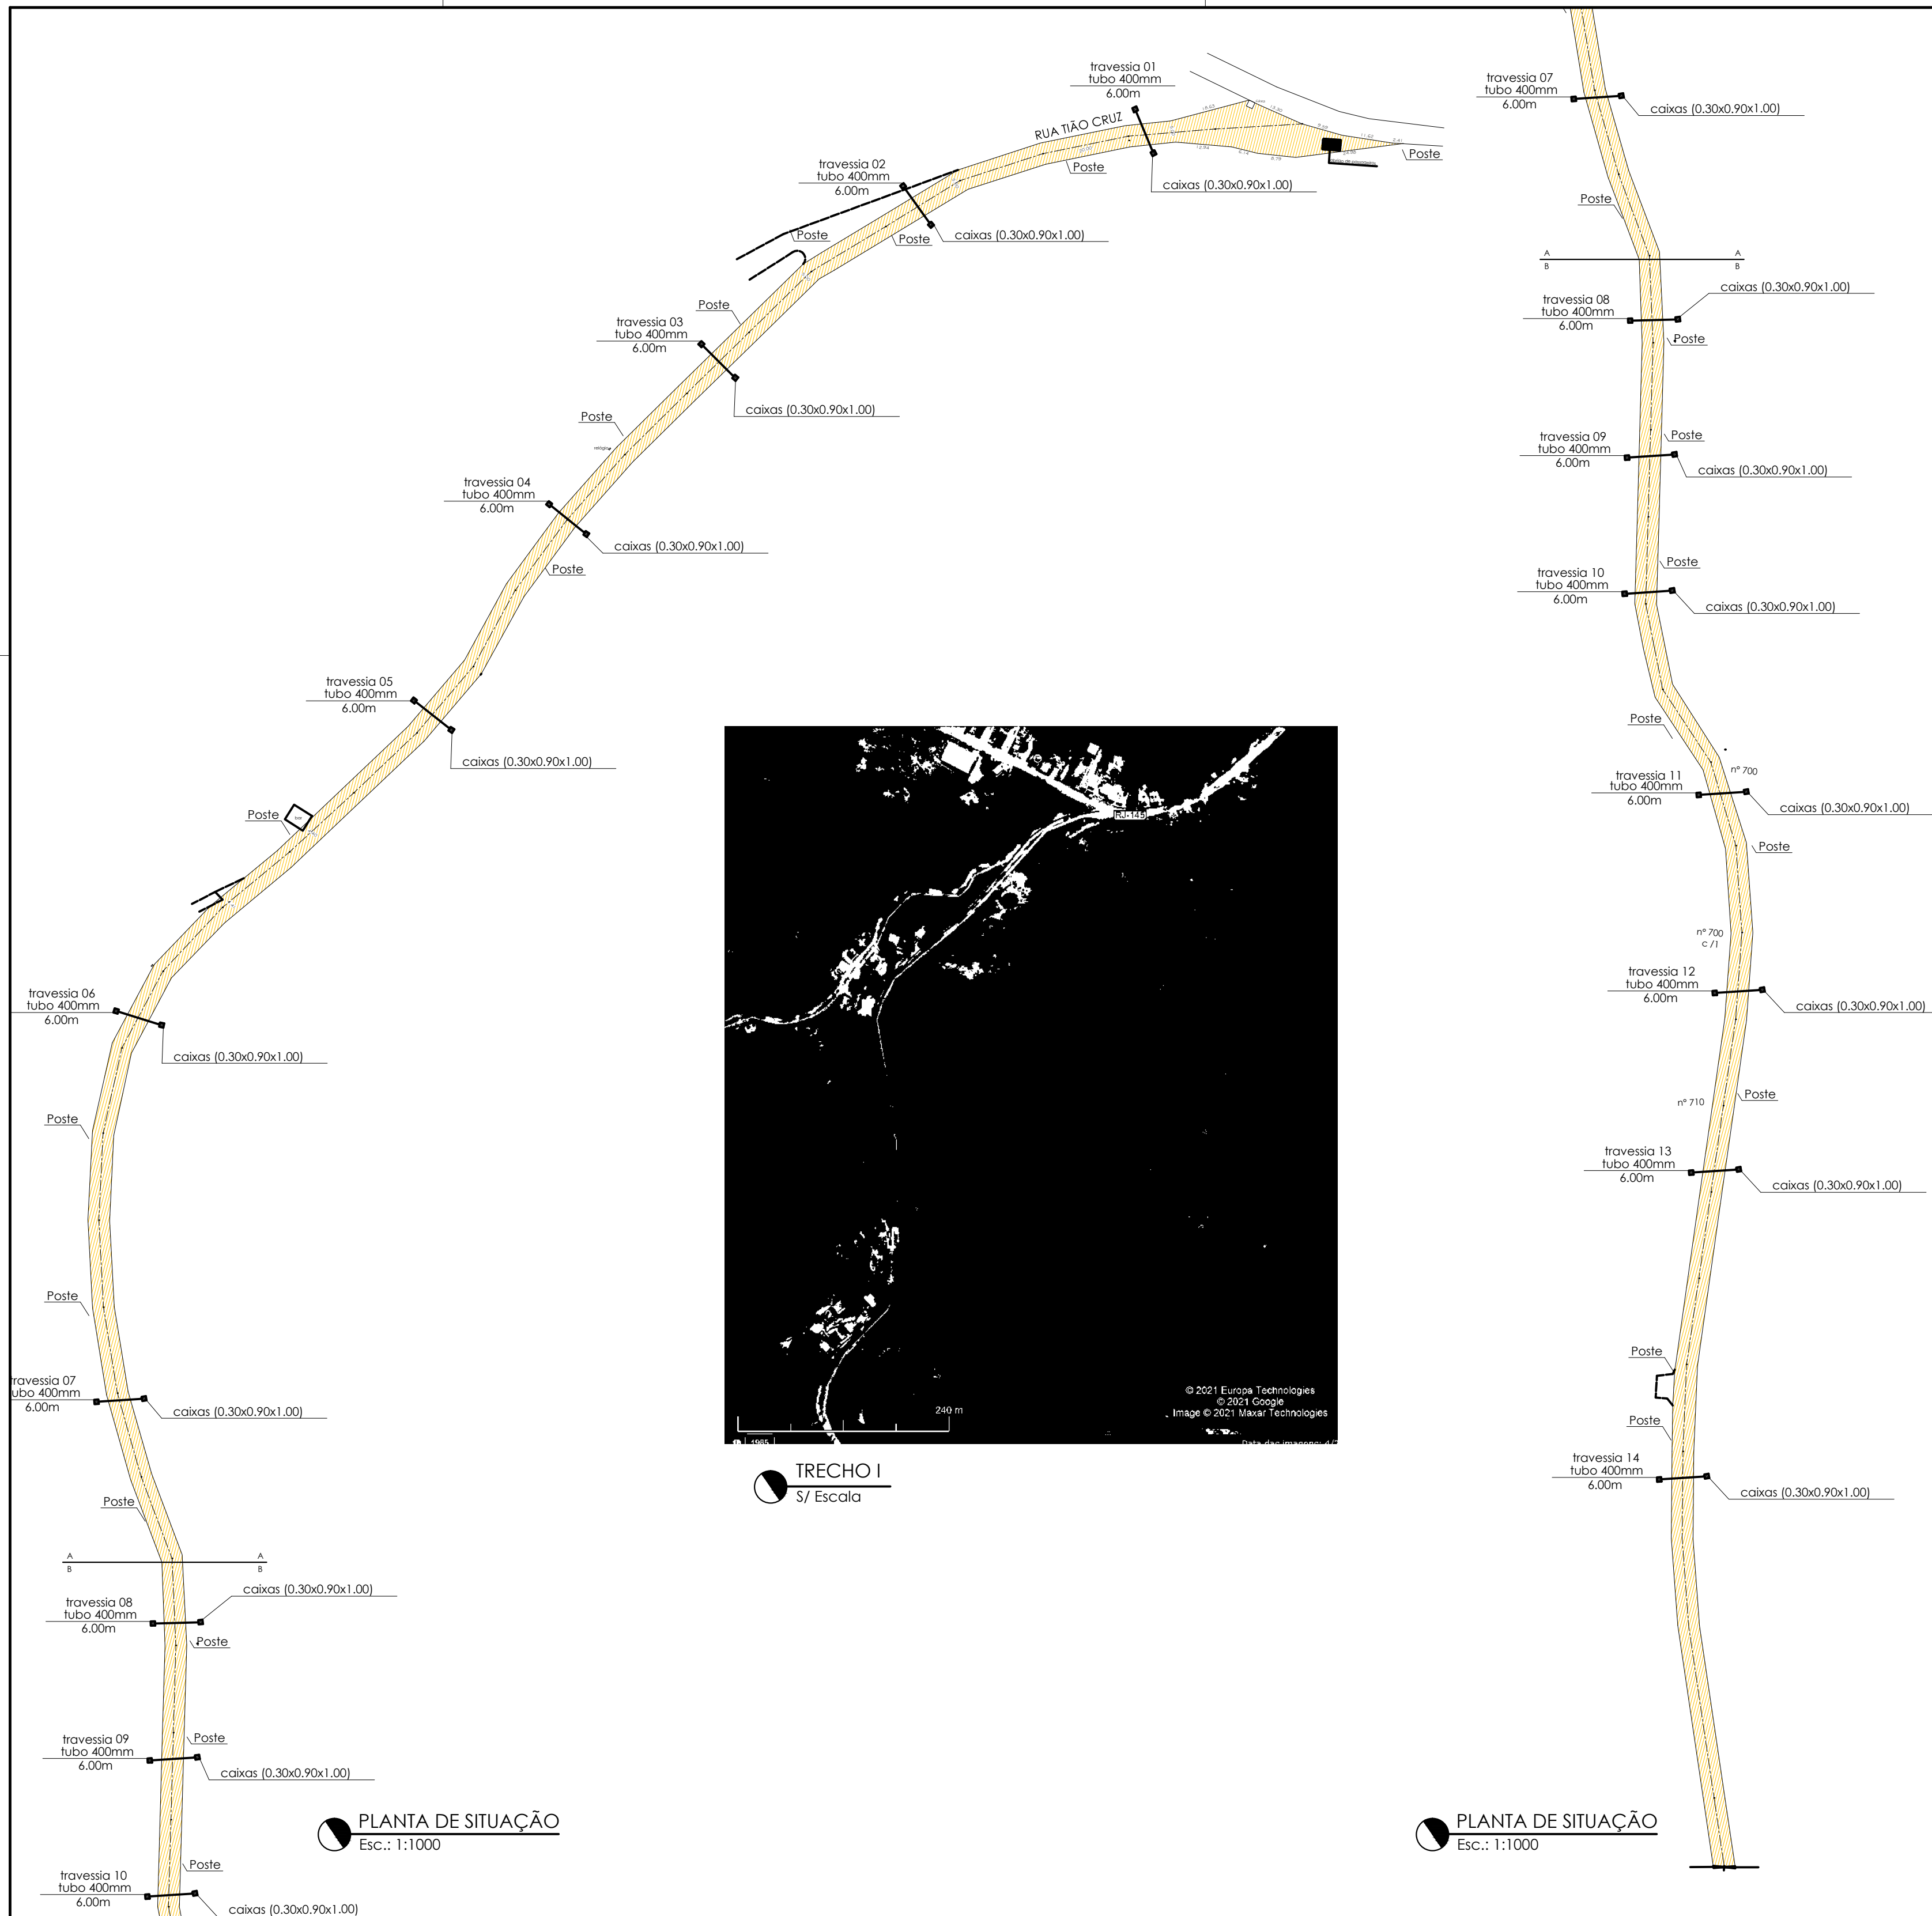 travessia 01
tubo 400mm
6.00m
RUA TIÃO CRUZ
Poste
Poste
caixas (0.30x0.90x1.00)
travessia 02
tubo 400mm
6.00m
Poste
Poste
caixas (0.30x0.90x1.00)
Poste
travessia 03
tubo 400mm
6.00m
caixas (0.30x0.90x1.00)
Poste
relógio
travessia 04
tubo 400mm
6.00m
caixas (0.30x0.90x1.00)
Poste
travessia 05
tubo 400mm
6.00m
caixas (0.30x0.90x1.00)
Poste
bar
travessia 06
tubo 400mm
6.00m
caixas (0.30x0.90x1.00)
Poste
Poste
ravessia 07
ubo 400mm
6.00m
caixas (0.30x0.90x1.00)
Poste
A A
B B
caixas (0.30x0.90x1.00)
travessia 08
tubo 400mm
6.00m
Poste
Poste
travessia 09
tubo 400mm
6.00m
caixas (0.30x0.90x1.00)
PLANTA DE SITUAÇÃO
Esc.: 1:1000
Poste
travessia 10
tubo 400mm
6.00m
caixas (0.30x0.90x1.00)
RJ-145
240 m
© 2021 Europa Technologies
© 2021 Google
Image © 2021 Maxar Technologies
1985
Data das imagens: 4/
TRECHO I
S/ Escala
travessia 07
tubo 400mm
6.00m
caixas (0.30x0.90x1.00)
Poste
A A
B B
caixas (0.30x0.90x1.00)
travessia 08
tubo 400mm
6.00m
Poste
Poste
travessia 09
tubo 400mm
6.00m
caixas (0.30x0.90x1.00)
Poste
travessia 10
tubo 400mm
6.00m
caixas (0.30x0.90x1.00)
Poste
nº 700
travessia 11
tubo 400mm
6.00m
caixas (0.30x0.90x1.00)
Poste
nº 700
c /1
travessia 12
tubo 400mm
6.00m
caixas (0.30x0.90x1.00)
Poste
nº 710
travessia 13
tubo 400mm
6.00m
caixas (0.30x0.90x1.00)
Poste
Poste
travessia 14
tubo 400mm
6.00m
caixas (0.30x0.90x1.00)
PLANTA DE SITUAÇÃO
Esc.: 1:1000